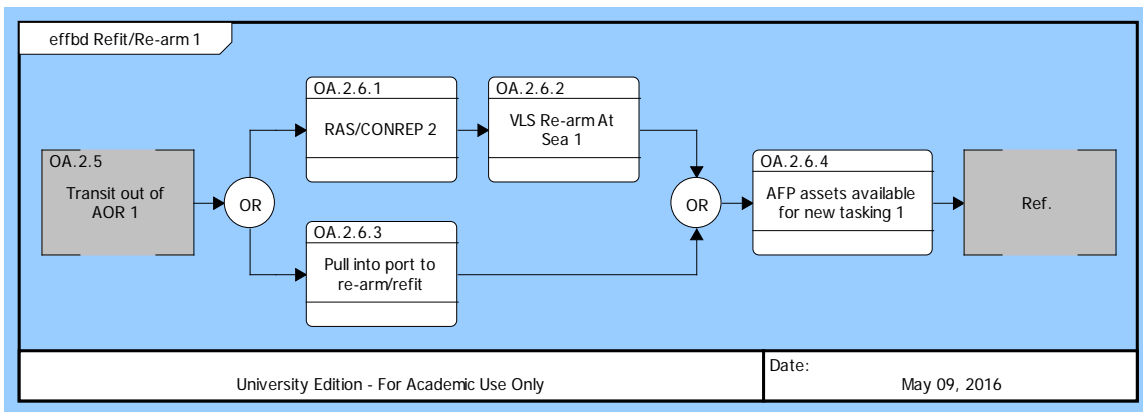 effbd Refit/Re-arm 1
OA.2.5
Transit out of
AOR 1
OR
OA.2.6.1
RAS/CONREP 2
OA.2.6.2
VLS Re-arm At
Sea 1
OA.2.6.3
Pull into port to
re-arm/refit
OR
OA.2.6.4
AFP assets available
for new tasking 1
Ref.
University Edition - For Academic Use Only
Date:
May 09, 2016